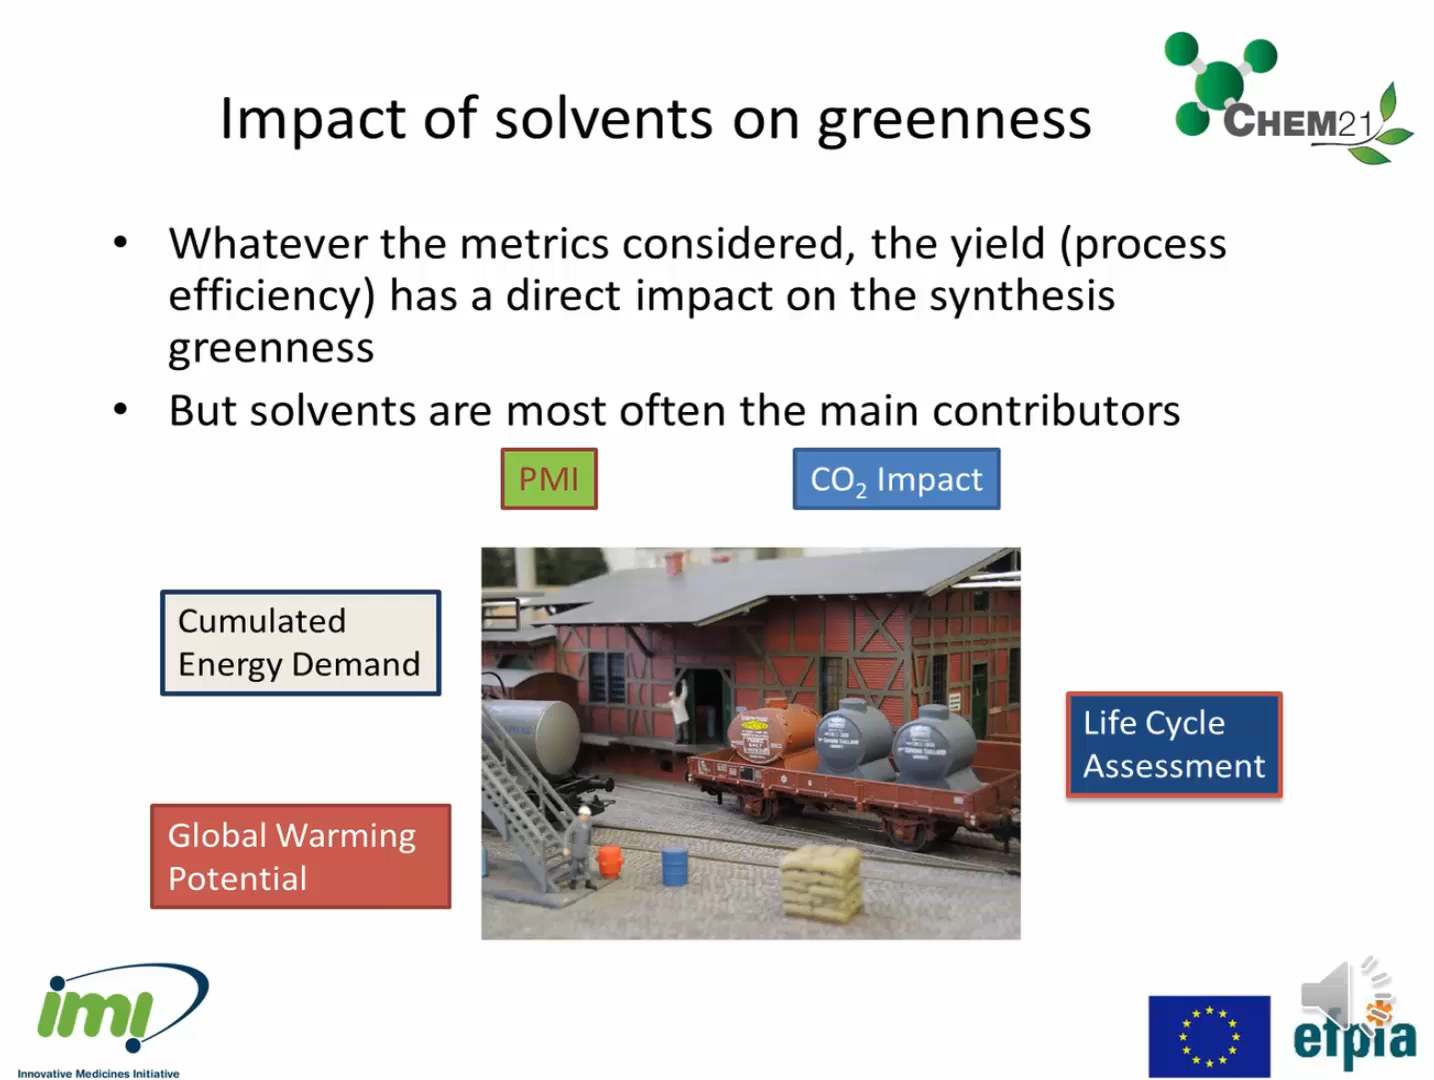 CHEM21
Impact of solvents on greenness
• Whatever the metrics considered, the yield (process
efficiency) has a direct impact on the synthesis
greenness
• But solvents are most often the main contributors
PMI
CO₂ Impact
Cumulated
Energy Demand
Life Cycle
Assessment
Global Warming
Potential
imi
Innovative Medicines Initiative
efpia